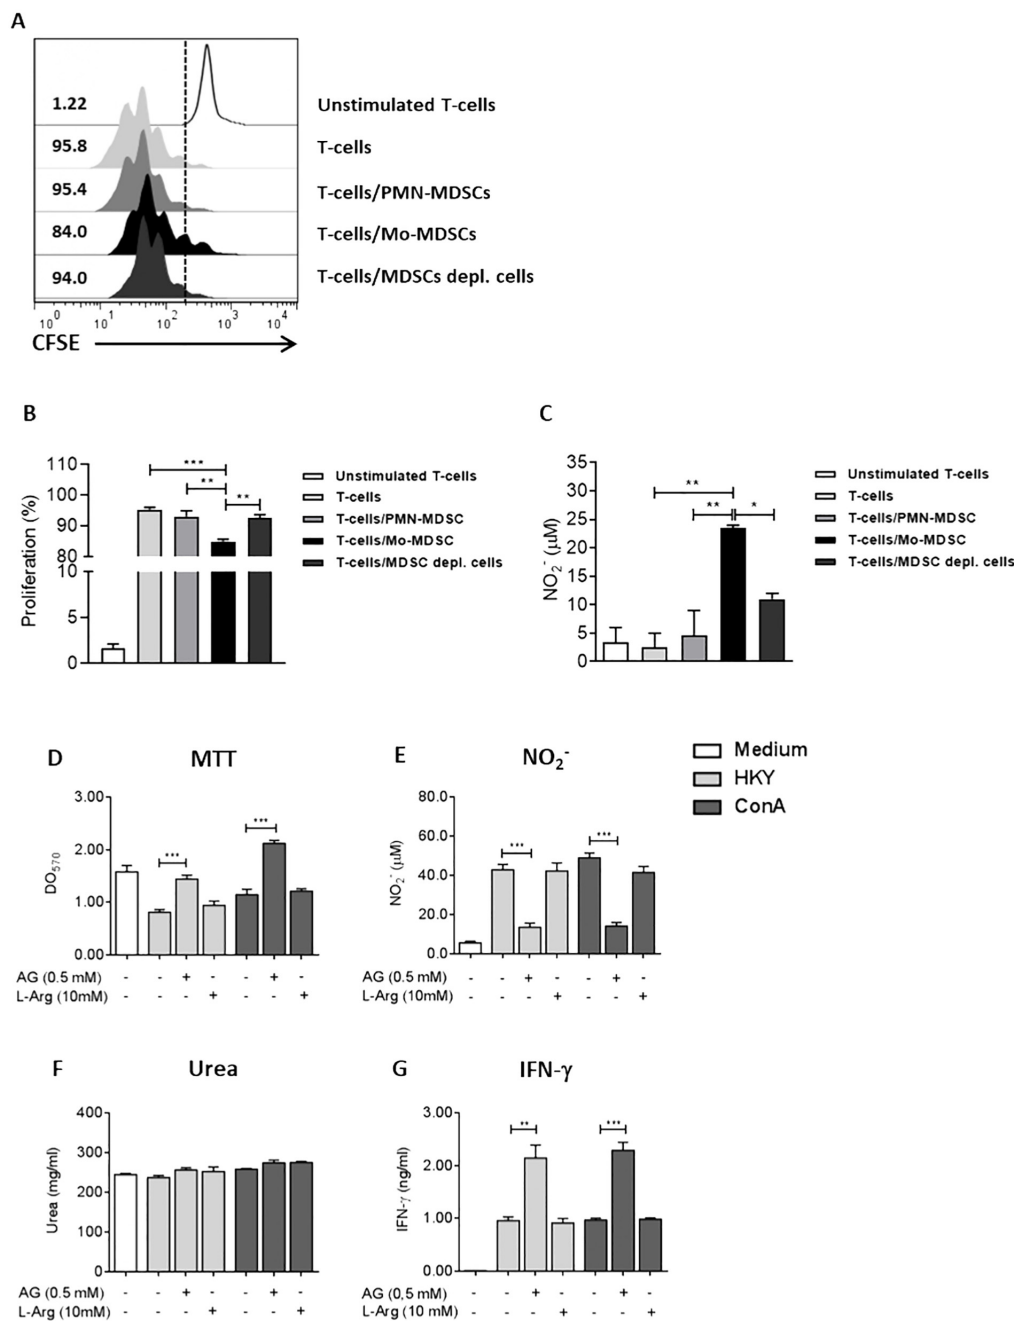 A
1.22 Unstimulated T-cells
95.8 T-cells
95.4 T-cells/PMN-MDSCs
84.0 T-cells/Mo-MDSCs
94.0 T-cells/MDSCs depl. cells
10^0 10^1 10^2 10^3 10^4
CFSE
B
Proliferation (%)
110
100
90
80
10
5
0
***
**
**
Unstimulated T-cells
T-cells
T-cells/PMN-MDSC
T-cells/Mo-MDSC
T-cells/MDSC depl. cells
C
NO₂⁻ (μM)
35
30
25
20
15
10
5
0
**
**
*
Unstimulated T-cells
T-cells
T-cells/PMN-MDSC
T-cells/Mo-MDSC
T-cells/MDSC depl. cells
D
MTT
DO₅₇₀
3.00
2.00
1.00
0.00
***
***
AG (0.5 mM) - - + - - + -
L-Arg (10mM) - - - + - - +
E
NO₂⁻
NO₂⁻ (μM)
80.0
60.0
40.0
20.0
0.0
***
***
- - + - - + -
- - - + - - +
Medium
HKY
ConA
F
Urea
Urea (mg/ml)
400
300
200
100
0
AG (0.5 mM) - - + - - + -
L-Arg (10mM) - - - + - - +
G
IFN-γ
IFN-γ (ng/ml)
3.00
2.00
1.00
0.00
**
***
AG (0,5 mM) - - + - - + -
L-Arg (10 mM) - - - + - - +